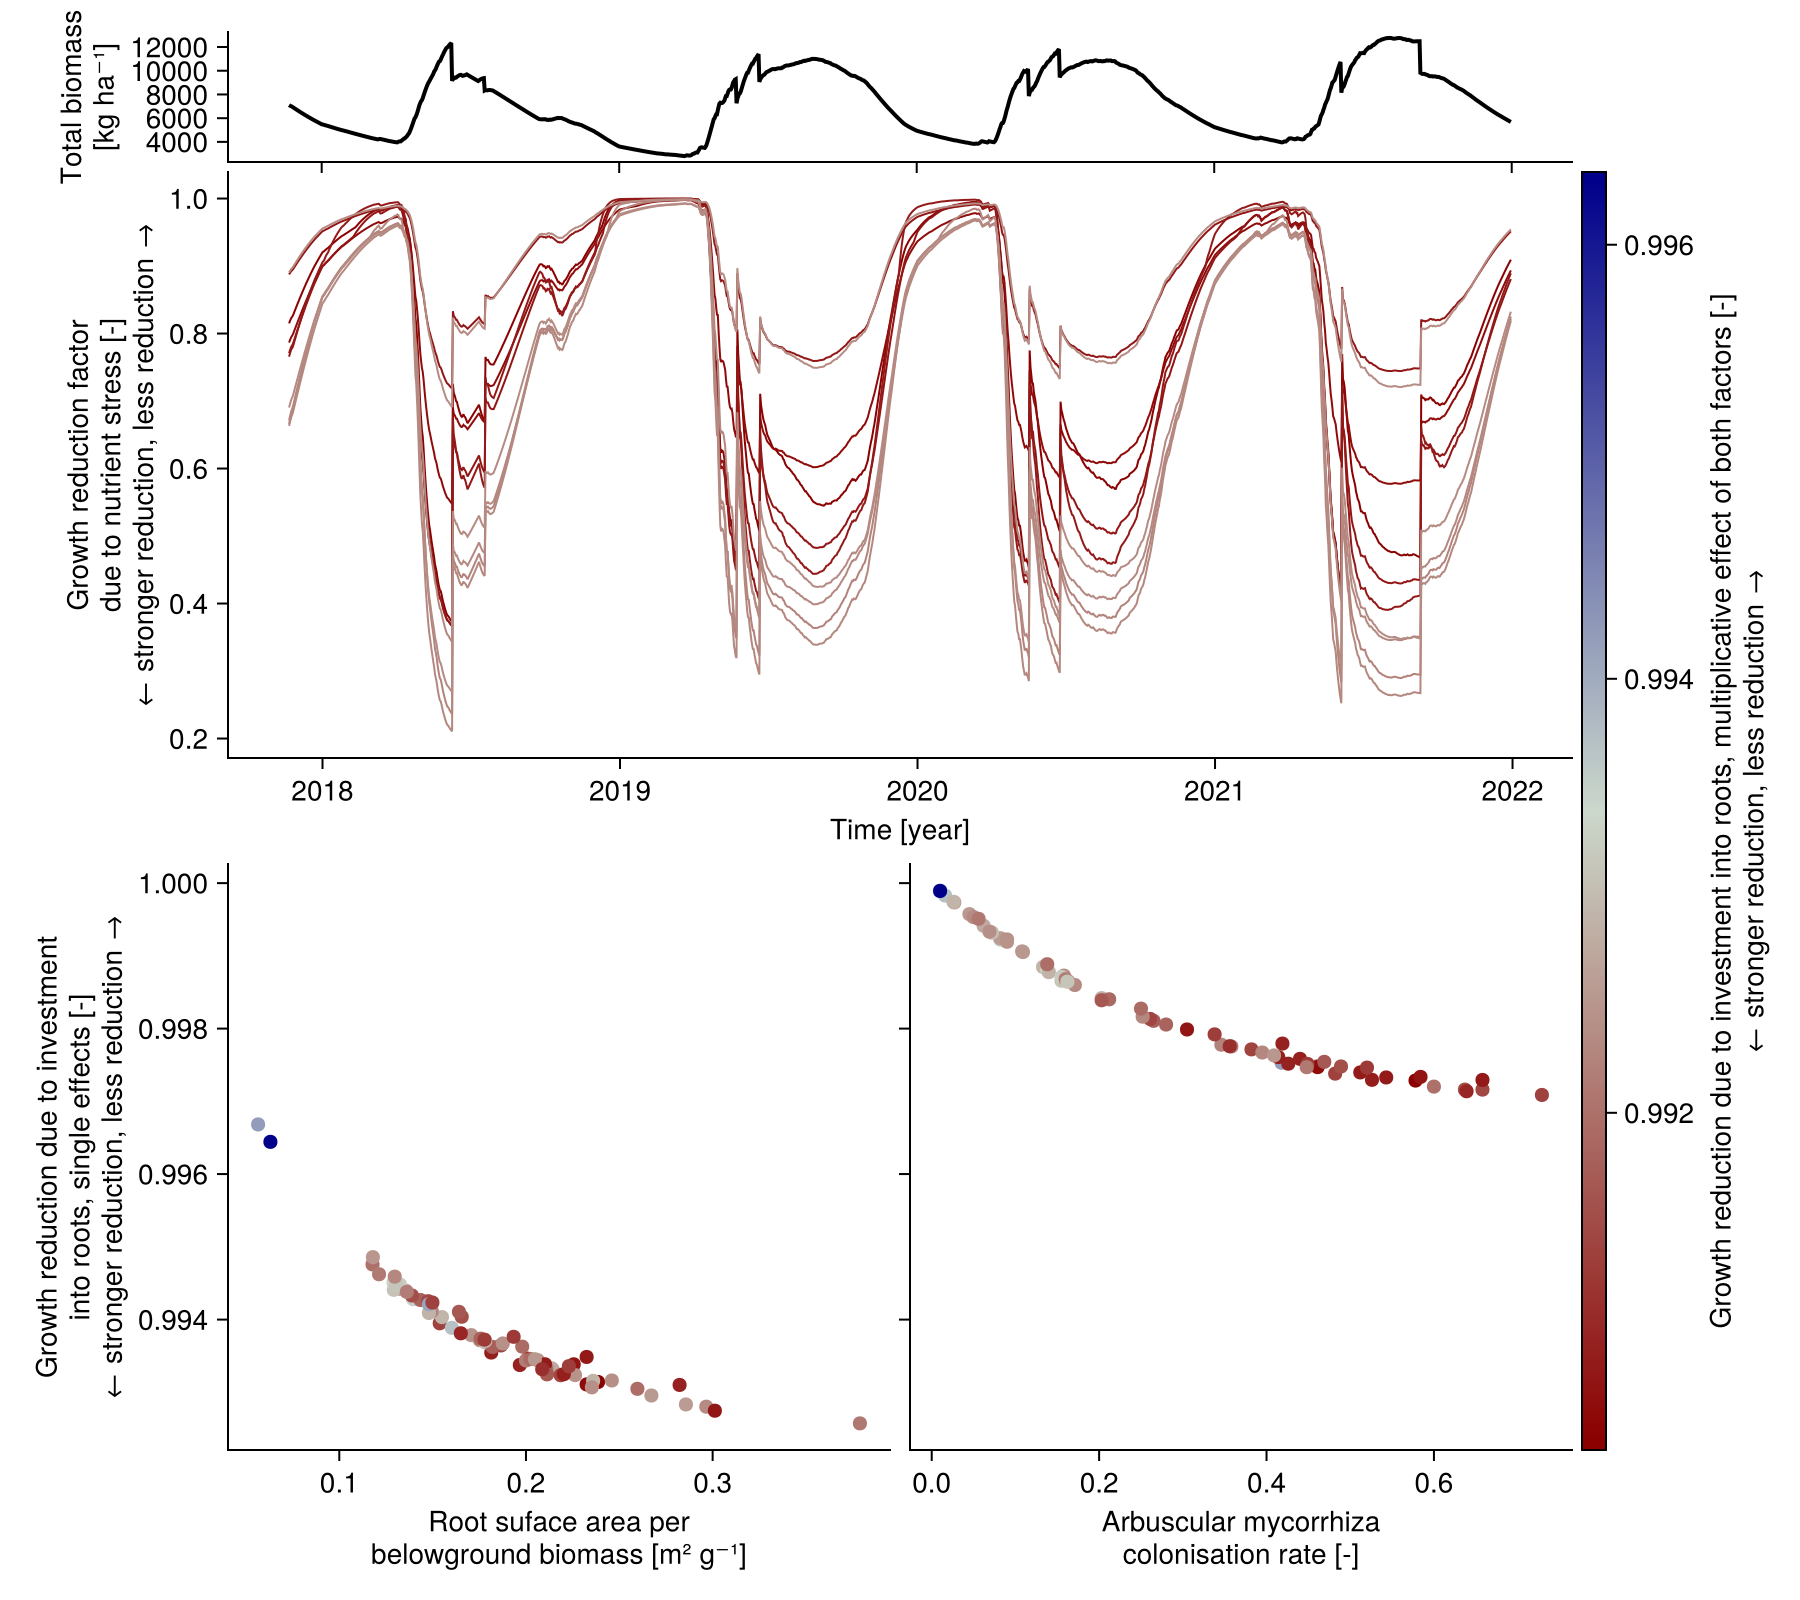 Total biomass
[kg ha⁻¹]
12000
10000
8000
6000
4000
Growth reduction factor
due to nutrient stress [-]
← stronger reduction, less reduction →
1.0
0.8
0.6
0.4
0.2
2018
2019
2020
2021
2022
Time [year]
Growth reduction due to investment
into roots, single effects [-]
← stronger reduction, less reduction →
1.000
0.998
0.996
0.994
0.1
0.2
0.3
Root suface area per
belowground biomass [m² g⁻¹]
0.0
0.2
0.4
0.6
Arbuscular mycorrhiza
colonisation rate [-]
0.996
0.994
0.992
Growth reduction due to investment into roots, multiplicative effect of both factors [-]
← stronger reduction, less reduction →